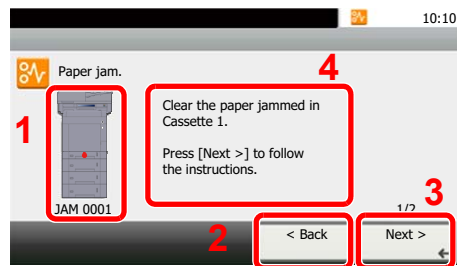 10:10
Paper jam.
4
1
Clear the paper jammed in
Cassette 1.
Press [Next >] to follow
the instructions.
JAM 0001
1/2
3
2
< Back
Next >